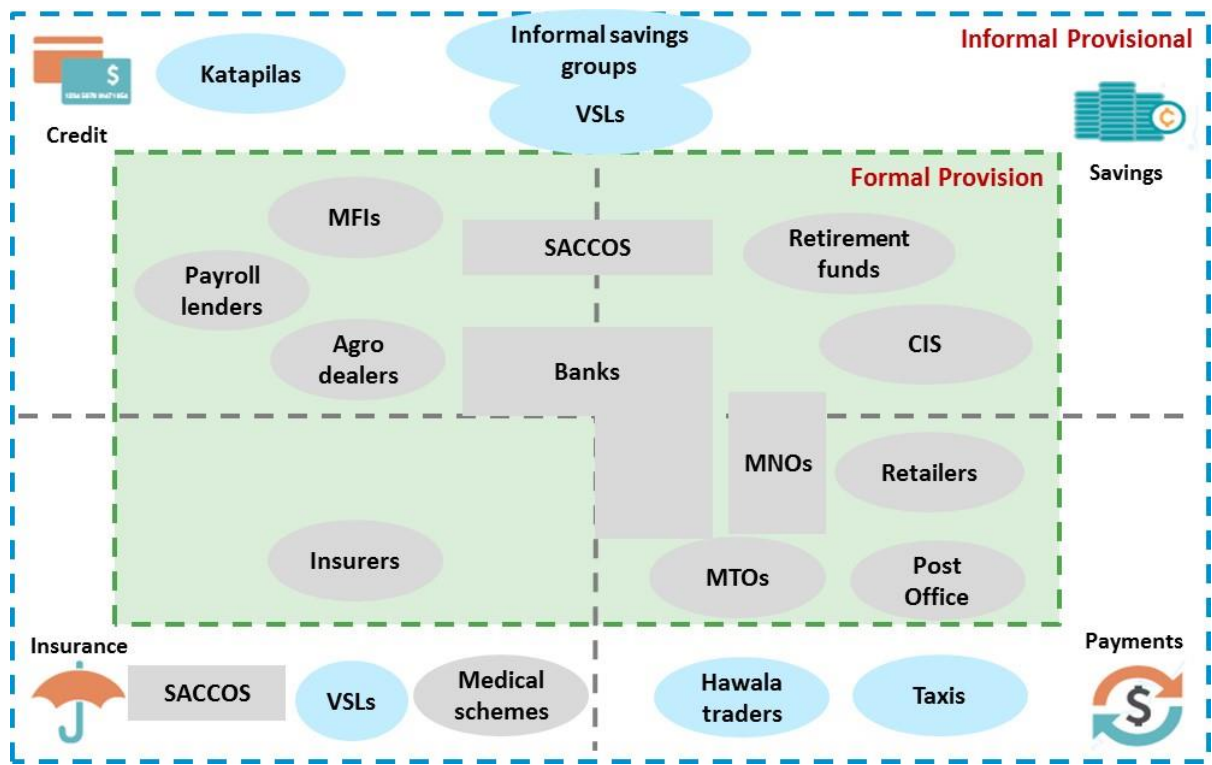 Informal savings
groups
Informal Provisional
Katapilas
VSLs
Credit
Savings
Formal Provision
MFIs
SACCOS
Retirement
funds
Payroll
lenders
Agro
dealers
Banks
CIS
MNOs
Retailers
Insurers
MTOs
Post
Office
Insurance
Payments
SACCOS
VSLs
Medical
schemes
Hawala
traders
Taxis